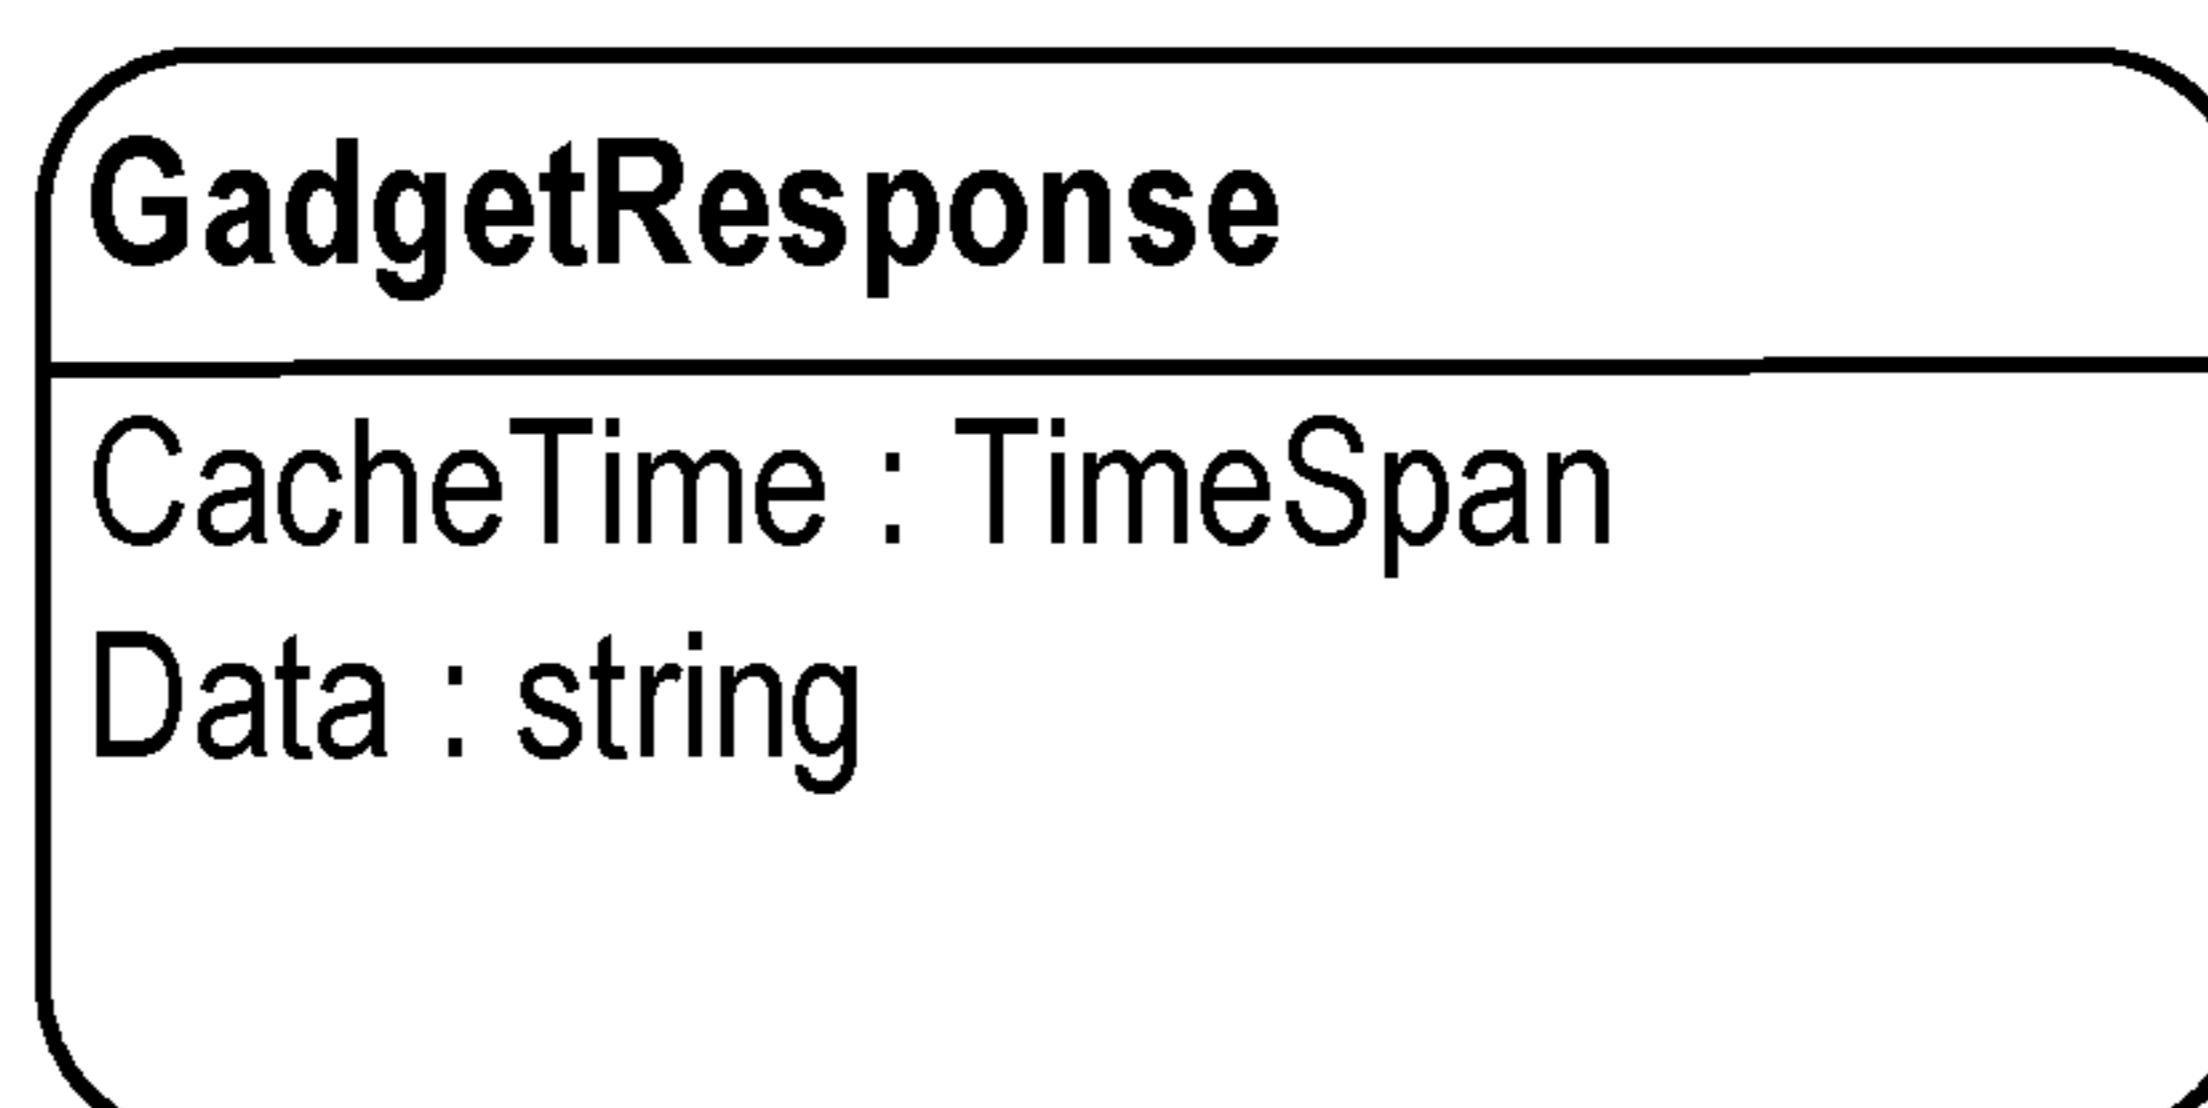 GadgetResponse
CacheTime : TimeSpan
Data : string